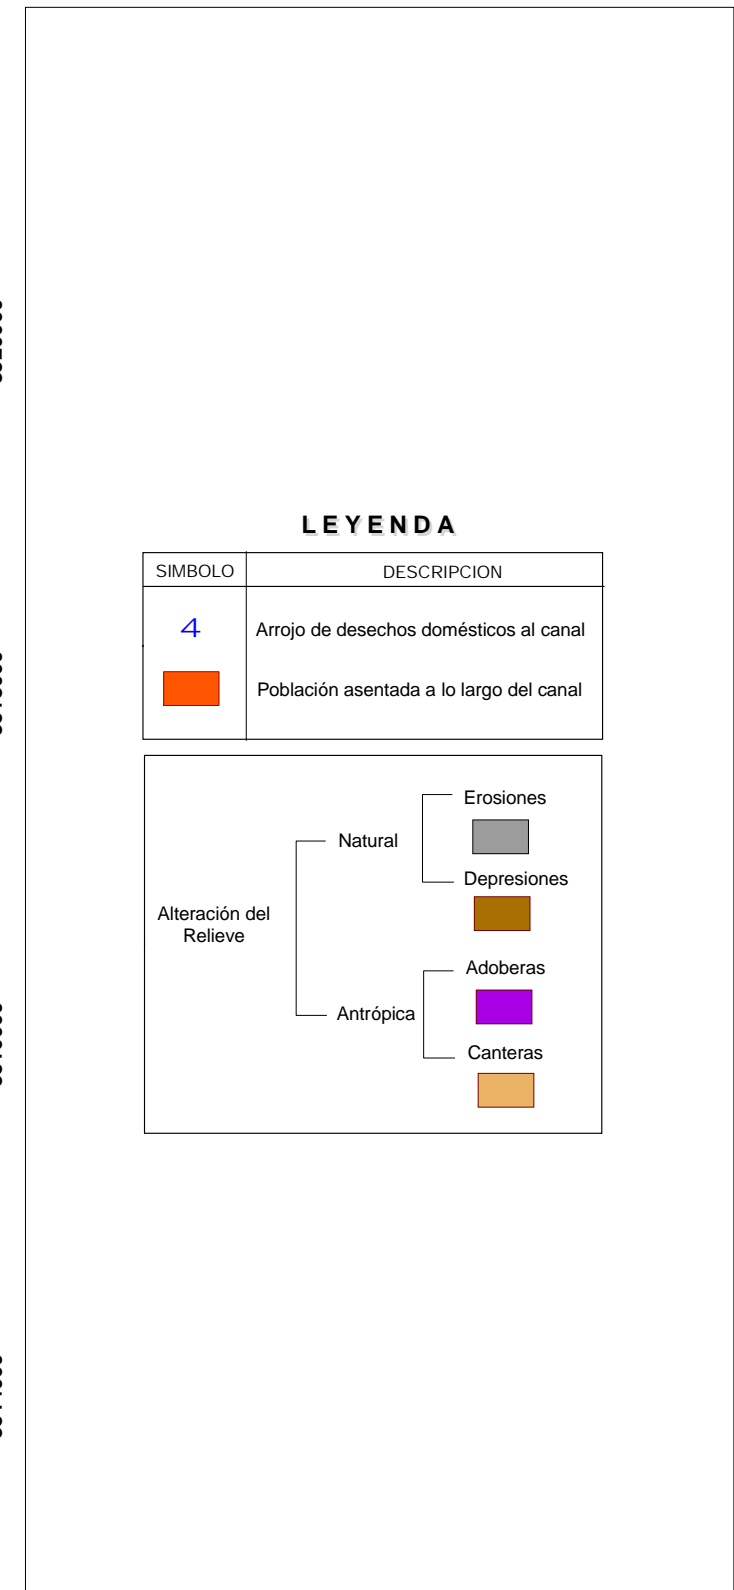 LEYENDA
SIMBOLO DESCRIPCION
4 Arrojo de desechos domésticos al canal
Población asentada a lo largo del canal
Erosiones
Natural
Depresiones
Alteración del
Relieve
Adoberas
Antrópica
Canteras